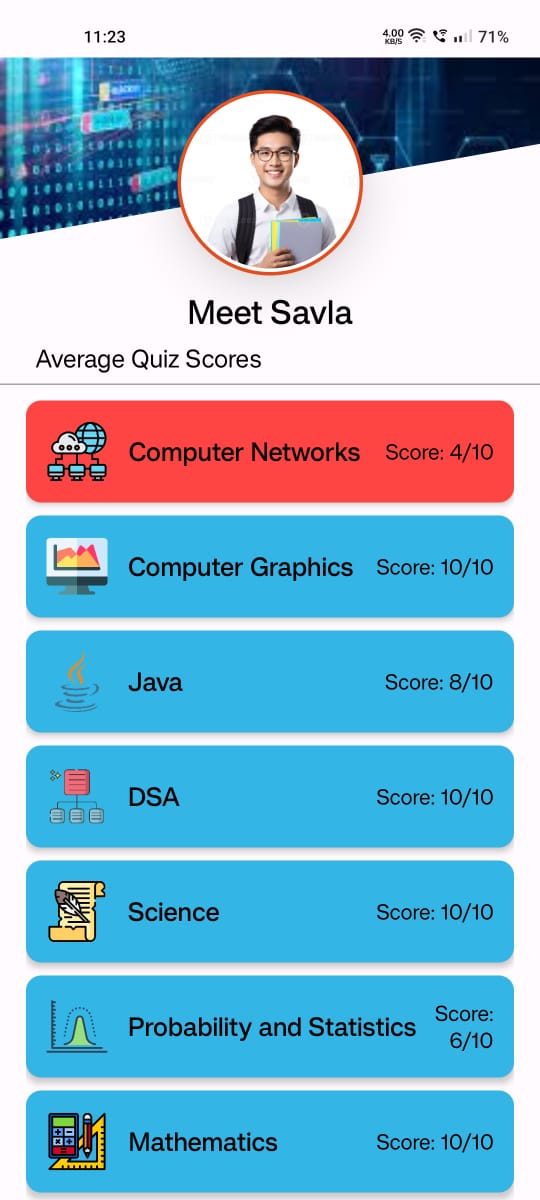 11:23
4.00
KB/S
71%
Meet Savla
Average Quiz Scores
Computer Networks Score: 4/10
Computer Graphics Score: 10/10
Java Score: 8/10
DSA Score: 10/10
Science Score: 10/10
Probability and Statistics Score:
6/10
Mathematics Score: 10/10